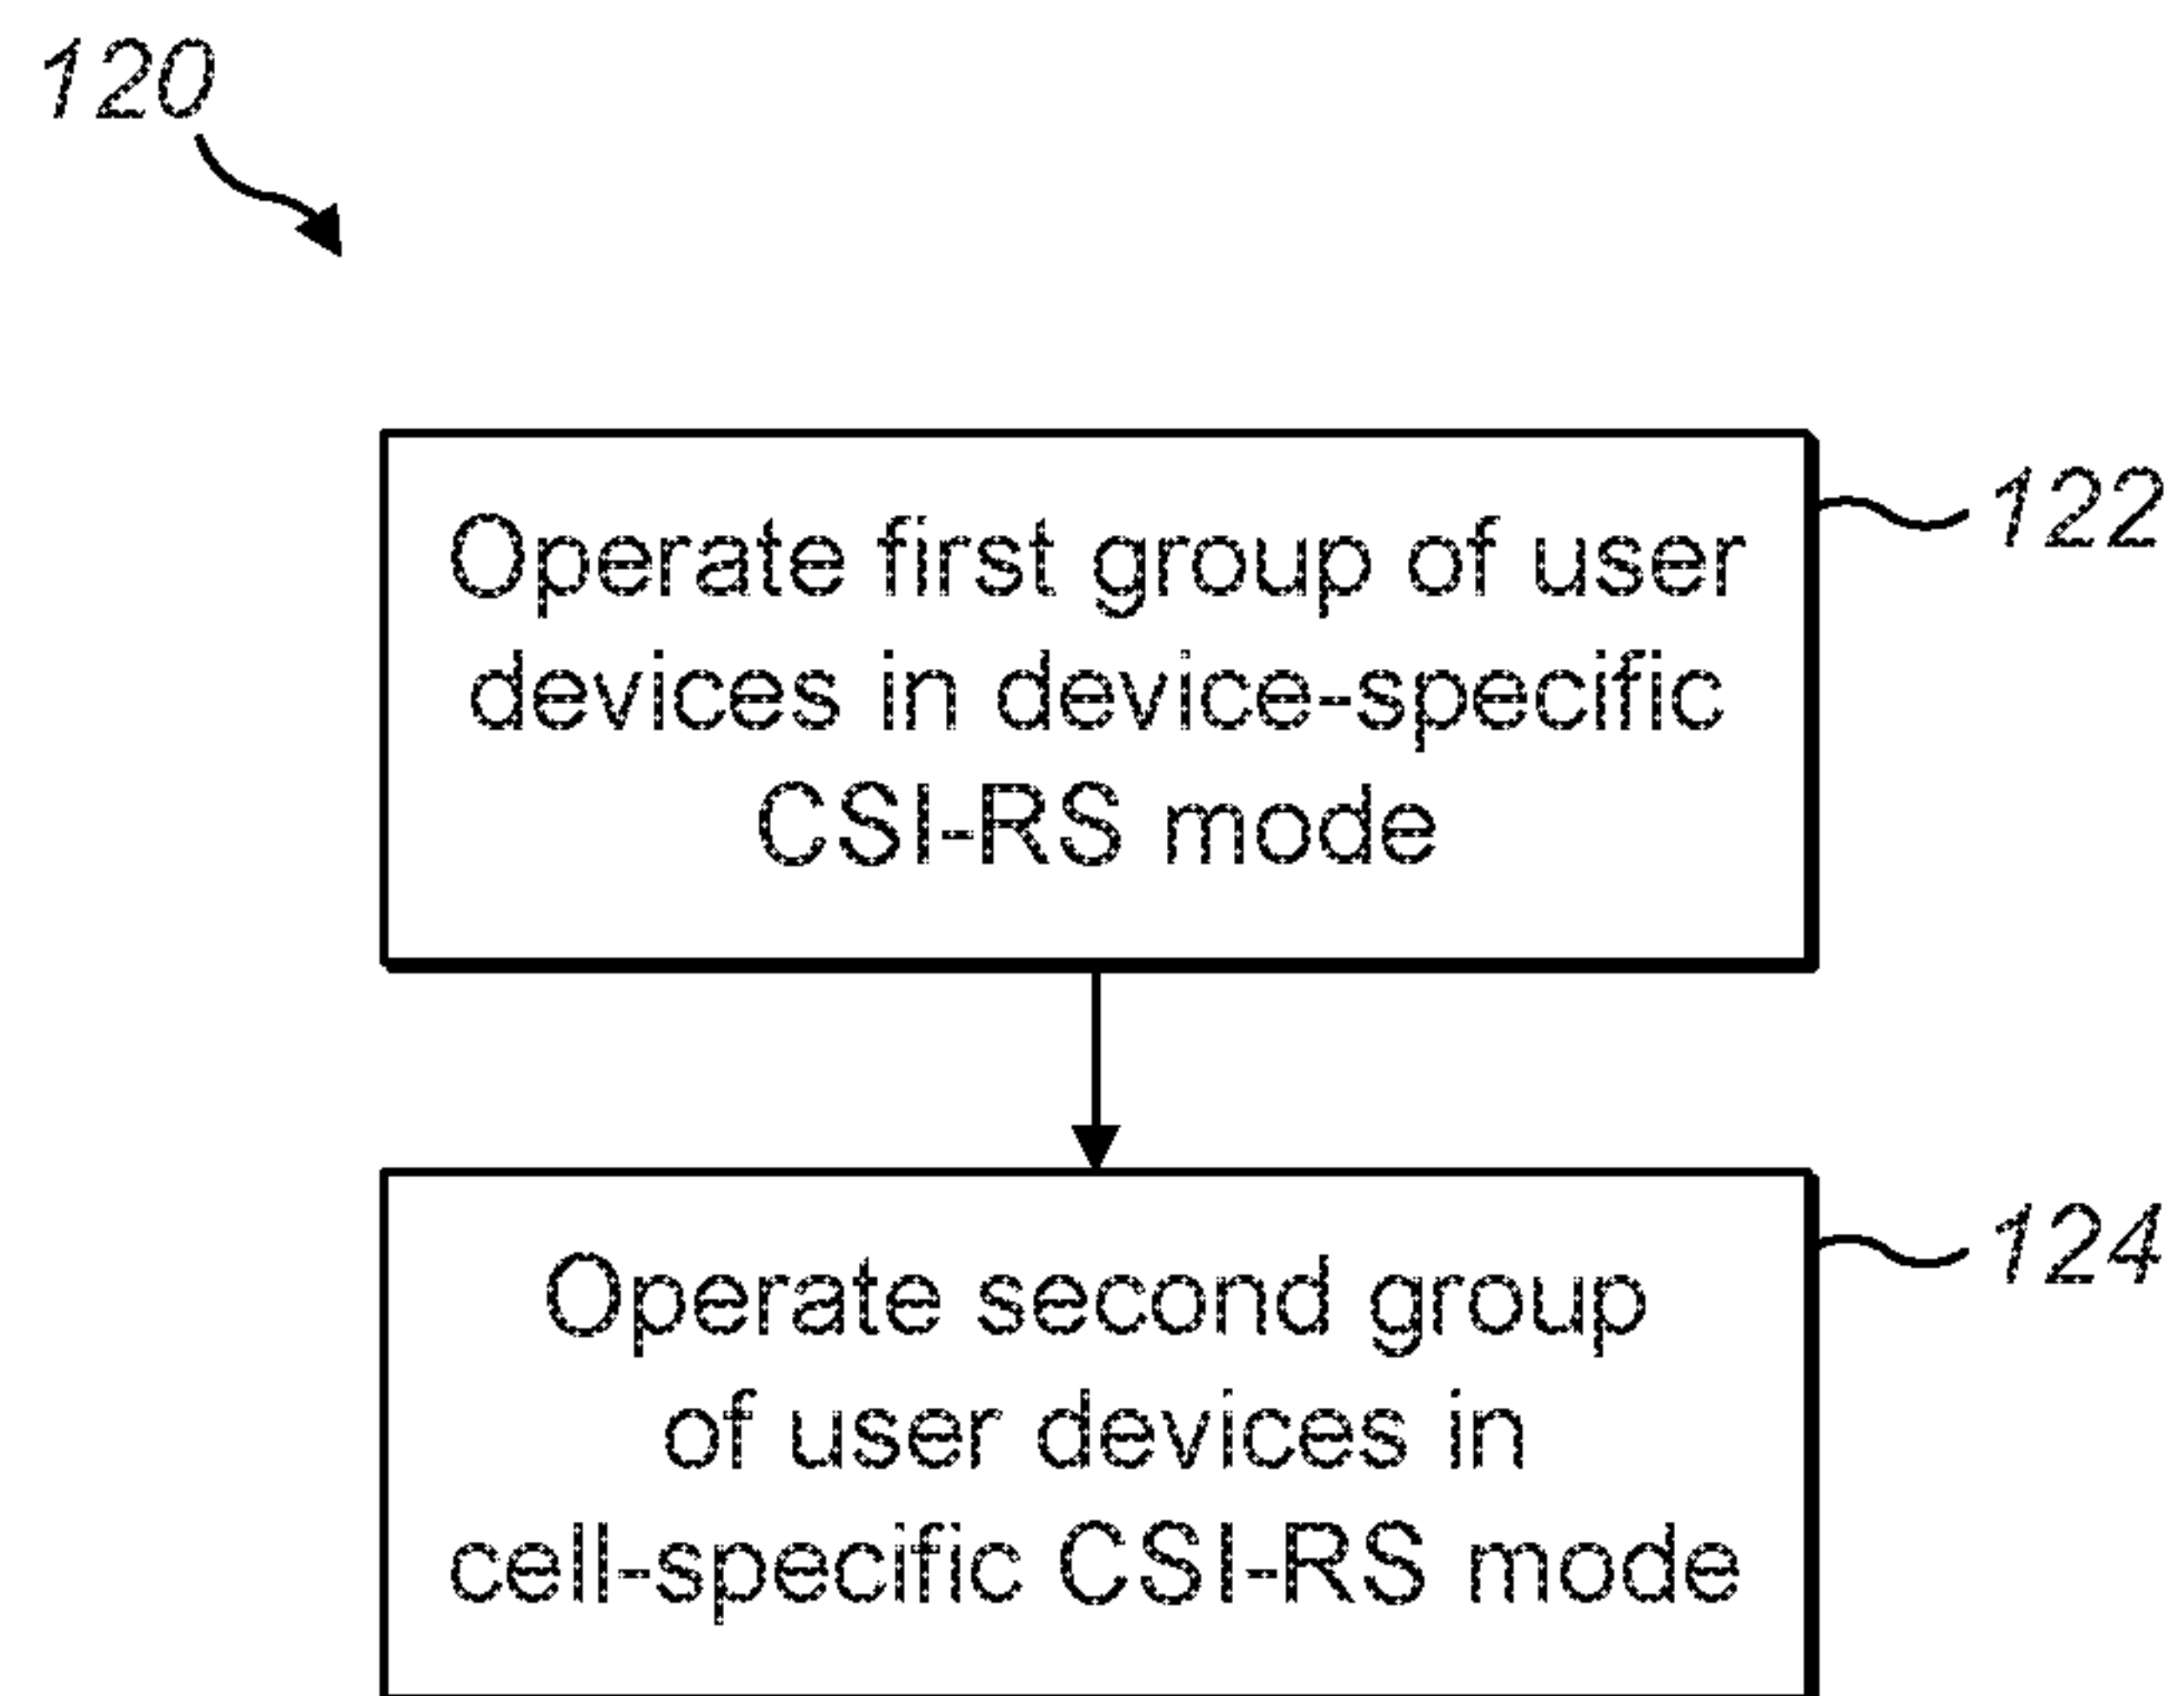 120
Operate first group of user
devices in device-specific
CSI-RS mode
122
Operate second group
of user devices in
cell-specific CSI-RS mode
124